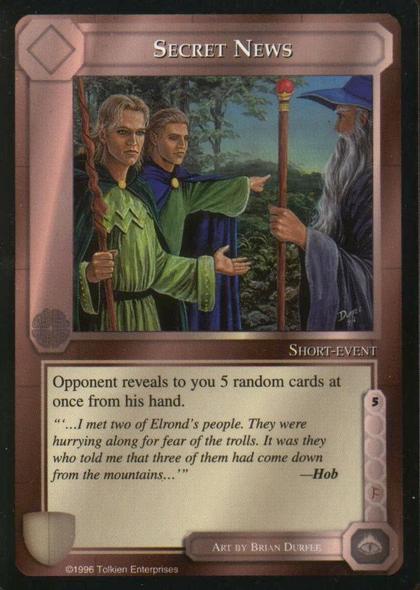 Secret News
Durfee
Short-event
Opponent reveals to you 5 random cards at
once from his hand.
“‘...I met two of Elrond’s people. They were
hurrying along for fear of the trolls. It was they
who told me that three of them had come down
from the mountains...’”	—Hob
5
F
Art by Brian Durfee
©1996 Tolkien Enterprises